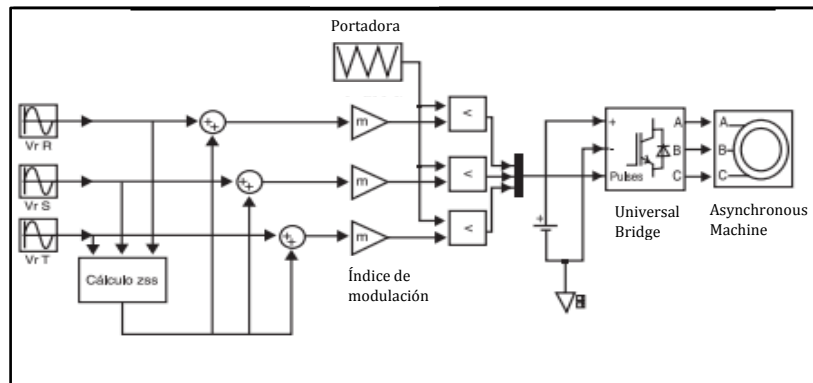 Portadora
Vr R
Vr S
Vr T
Cálculo zss
m
m
m
Índice de
modulación
<
<
<
+
+
-
Pulses
A
B
C
Universal
Bridge
A
B
C
Asynchronous
Machine
++
++
++